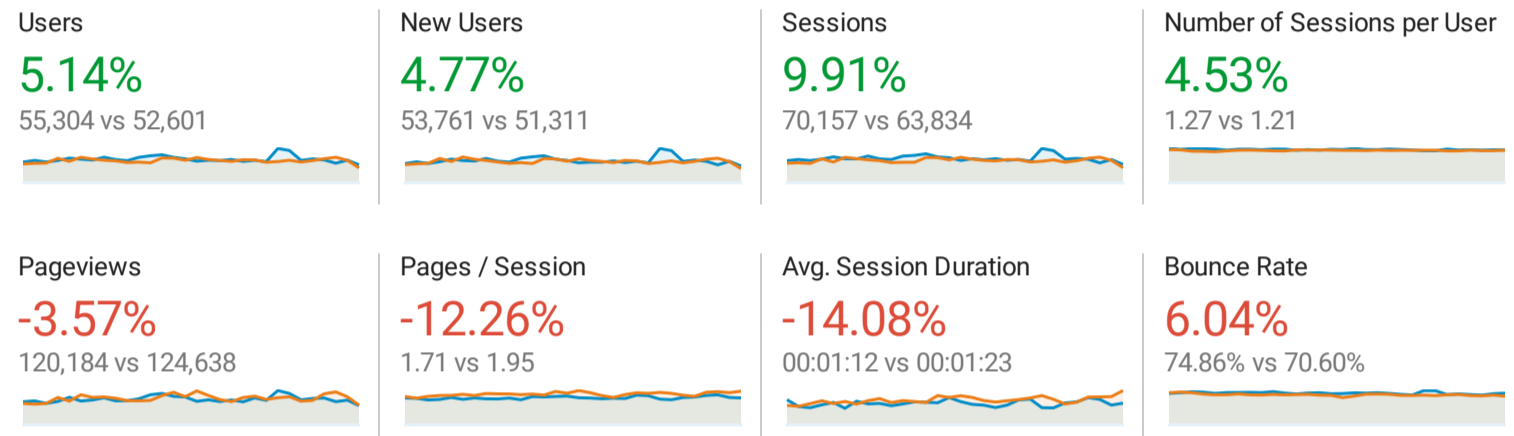 Users
5.14%
55,304 vs 52,601
New Users
4.77%
53,761 vs 51,311
Sessions
9.91%
70,157 vs 63,834
Number of Sessions per User
4.53%
1.27 vs 1.21
Pageviews
-3.57%
120,184 vs 124,638
Pages / Session
-12.26%
1.71 vs 1.95
Avg. Session Duration
-14.08%
00:01:12 vs 00:01:23
Bounce Rate
6.04%
74.86% vs 70.60%